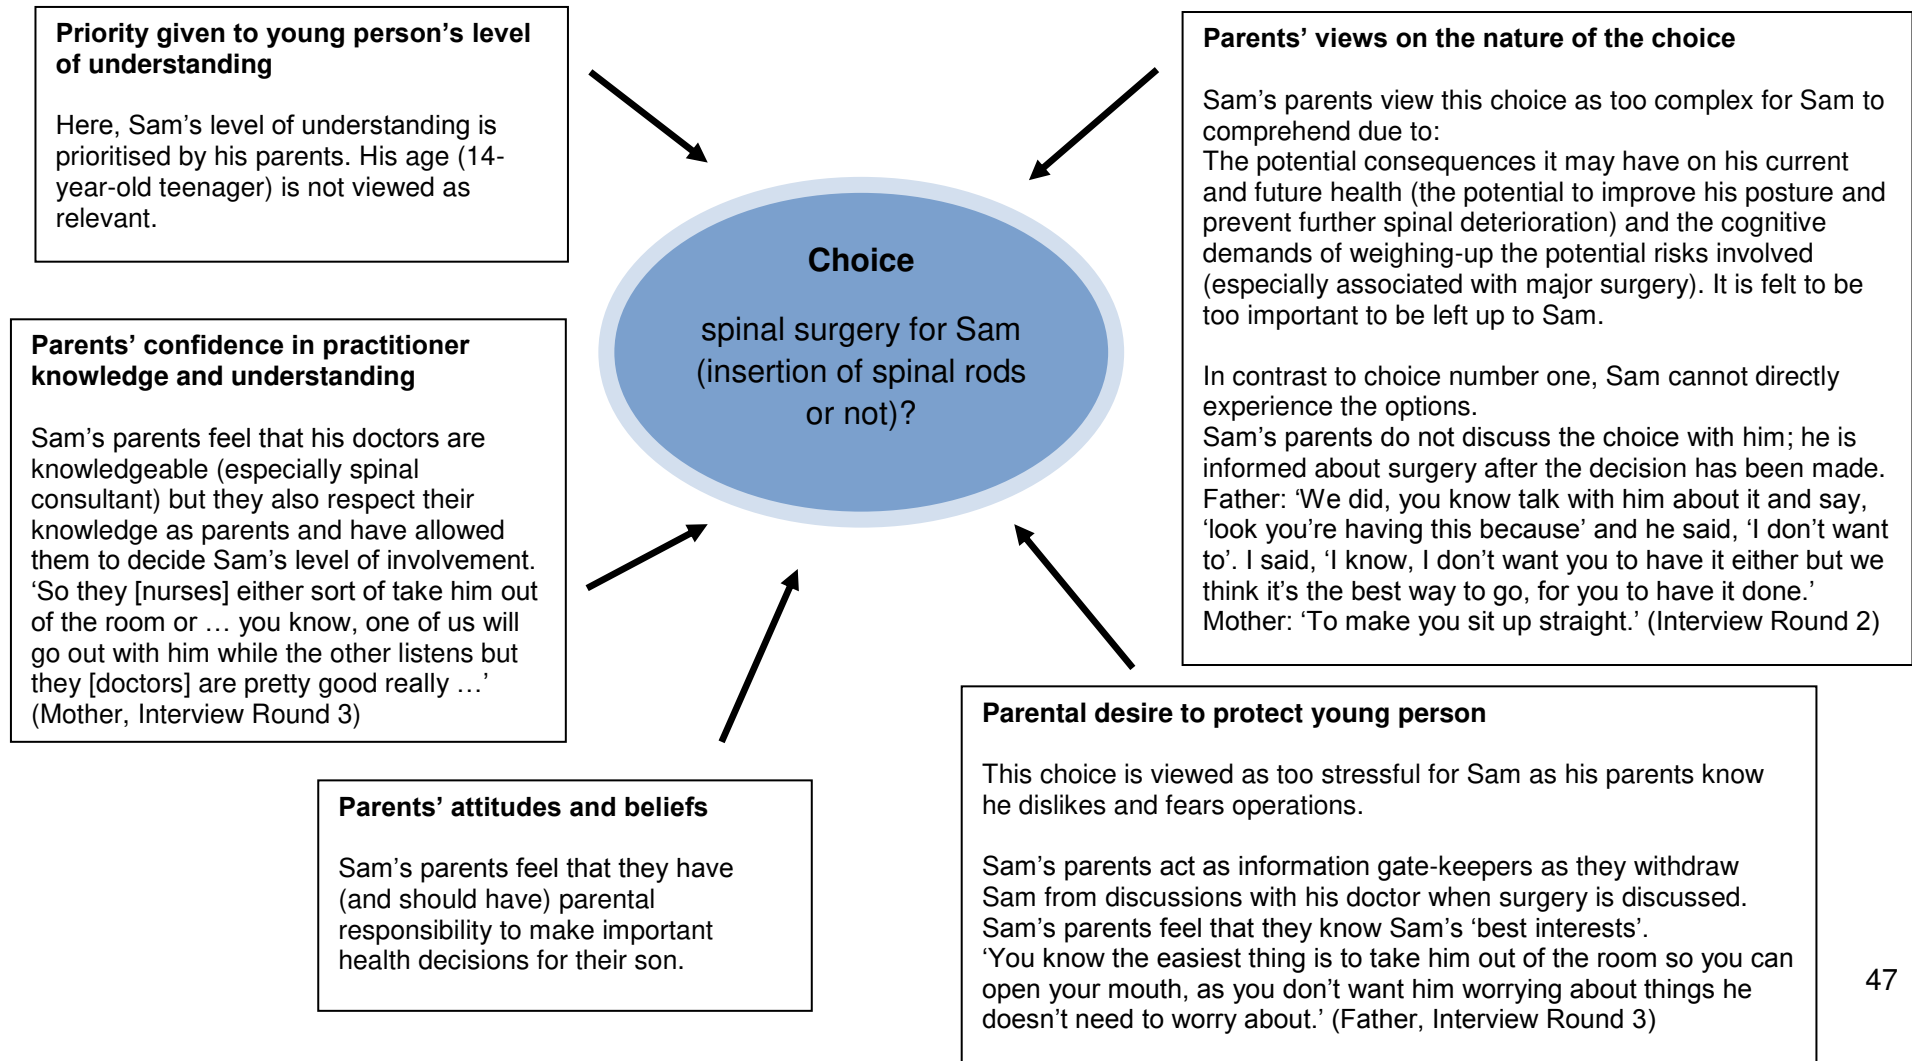 Priority given to young person’s level
of understanding
Here, Sam’s level of understanding is
prioritised by his parents. His age (14-
year-old teenager) is not viewed as
relevant.
Parents’ confidence in practitioner
knowledge and understanding
Sam’s parents feel that his doctors are
knowledgeable (especially spinal
consultant) but they also respect their
knowledge as parents and have allowed
them to decide Sam’s level of involvement.
‘So they [nurses] either sort of take him out
of the room or … you know, one of us will
go out with him while the other listens but
they [doctors] are pretty good really …’
(Mother, Interview Round 3)
Parents’ attitudes and beliefs
Sam’s parents feel that they have
(and should have) parental
responsibility to make important
health decisions for their son.
Choice
spinal surgery for Sam
(insertion of spinal rods
or not)?
Parents’ views on the nature of the choice
Sam’s parents view this choice as too complex for Sam to
comprehend due to:
The potential consequences it may have on his current
and future health (the potential to improve his posture and
prevent further spinal deterioration) and the cognitive
demands of weighing-up the potential risks involved
(especially associated with major surgery). It is felt to be
too important to be left up to Sam.
In contrast to choice number one, Sam cannot directly
experience the options.
Sam’s parents do not discuss the choice with him; he is
informed about surgery after the decision has been made.
Father: ‘We did, you know talk with him about it and say,
‘look you’re having this because’ and he said, ‘I don’t want
to’. I said, ‘I know, I don’t want you to have it either but we
think it’s the best way to go, for you to have it done.’
Mother: ‘To make you sit up straight.’ (Interview Round 2)
Parental desire to protect young person
This choice is viewed as too stressful for Sam as his parents know
he dislikes and fears operations.
Sam’s parents act as information gate-keepers as they withdraw
Sam from discussions with his doctor when surgery is discussed.
Sam’s parents feel that they know Sam’s ‘best interests’.
‘You know the easiest thing is to take him out of the room so you can
open your mouth, as you don’t want him worrying about things he
doesn’t need to worry about.’ (Father, Interview Round 3)
47